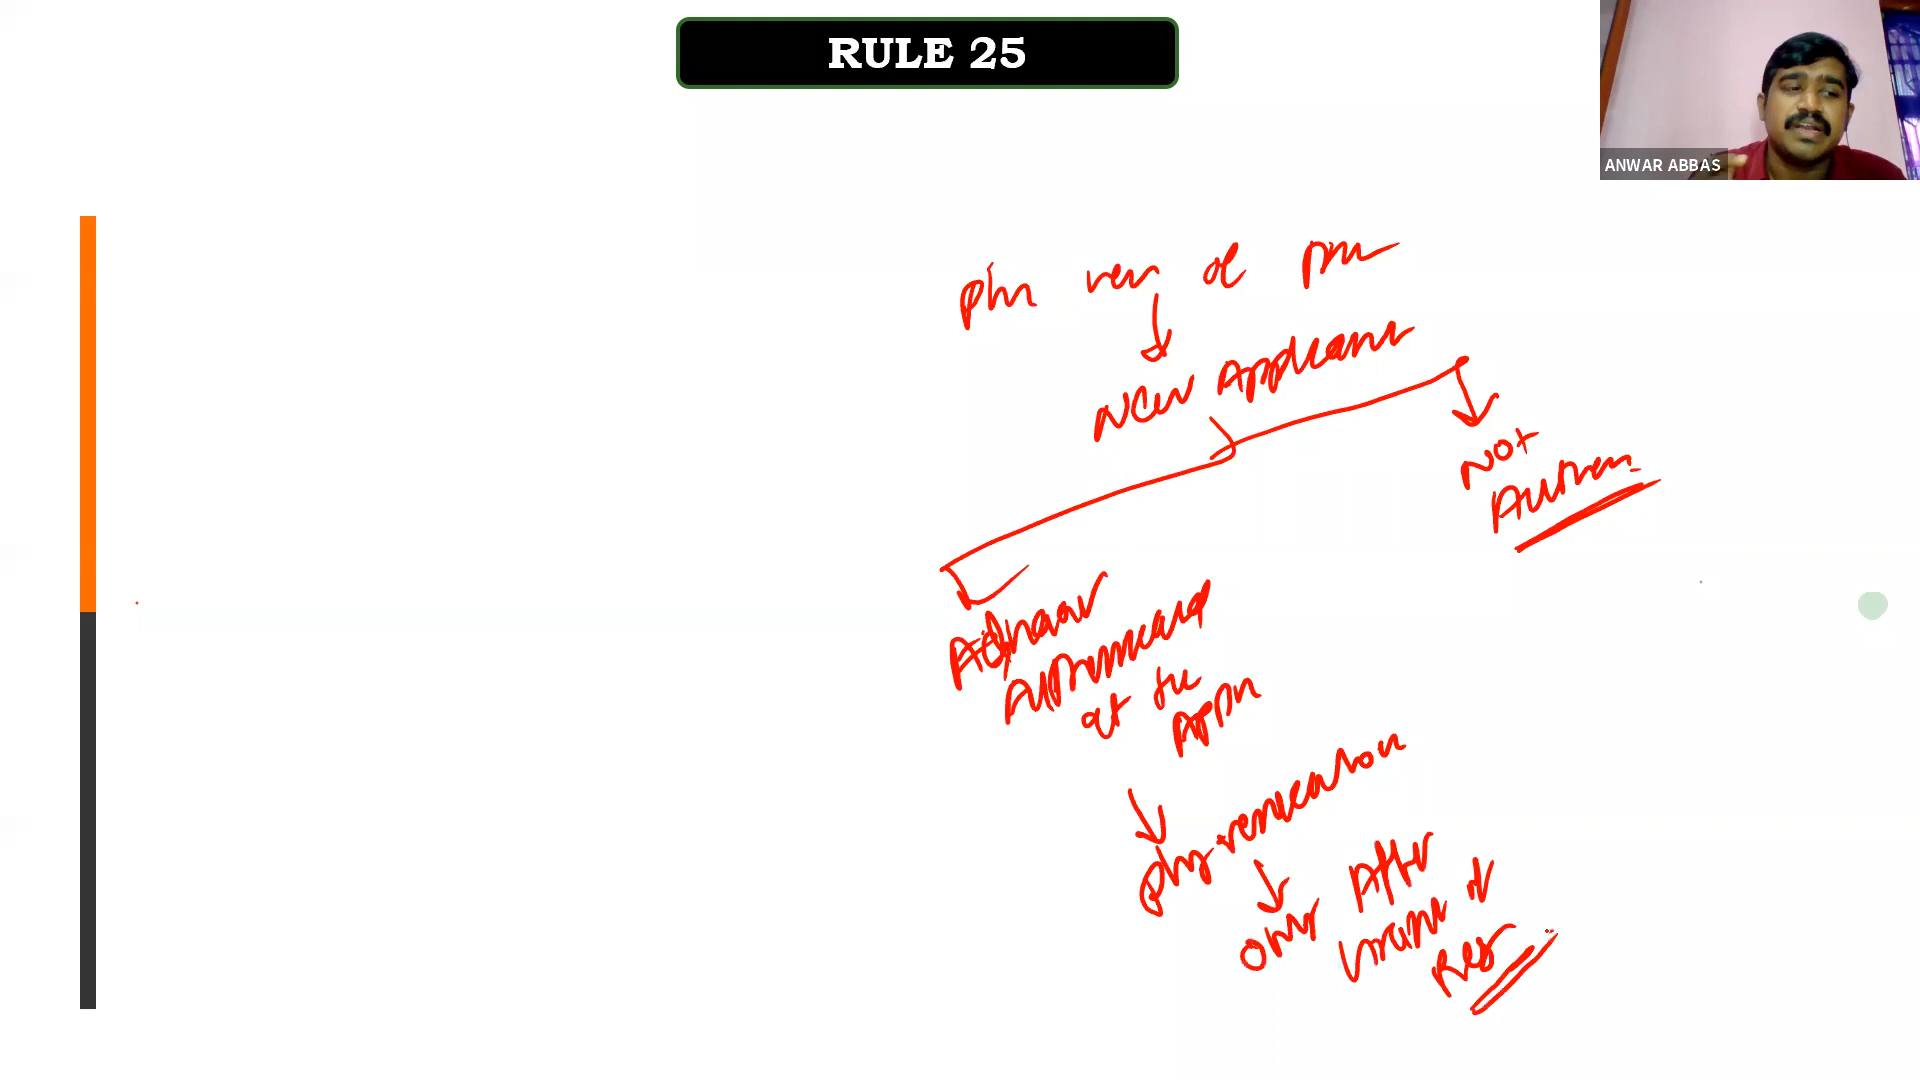 RULE 25
ANWAR ABBAS
phy ver of
New Applicant
Not
Authen
Adhaar
Authenticated
at the
Appn
phy verification
only After
Grant of
Reg